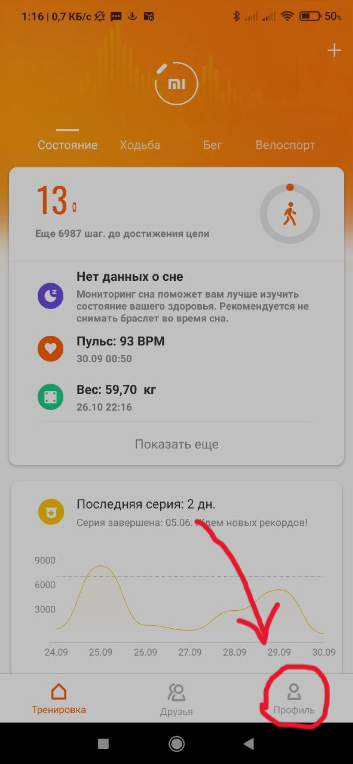 1:16 | 0,7 КБ/с
50%
mi
Состояние Ходьба Бег Велоспорт
13
Еще 6987 шаг. до достижения цели
Нет данных о сне
Мониторинг сна поможет вам лучше изучить
состояние вашего здоровья. Рекомендуется не
снимать браслет во время сна.
Пульс: 93 BPM
30.09 00:50
Вес: 59,70 кг
26.10 22:16
Показать еще
Последняя серия: 2 дн.
Серия завершена: 05.06. Ждем новых рекордов!
9000
6000
3000
24.09 25.09 26.09 27.09 28.09 29.09 30.09
Тренировка Друзья Профиль